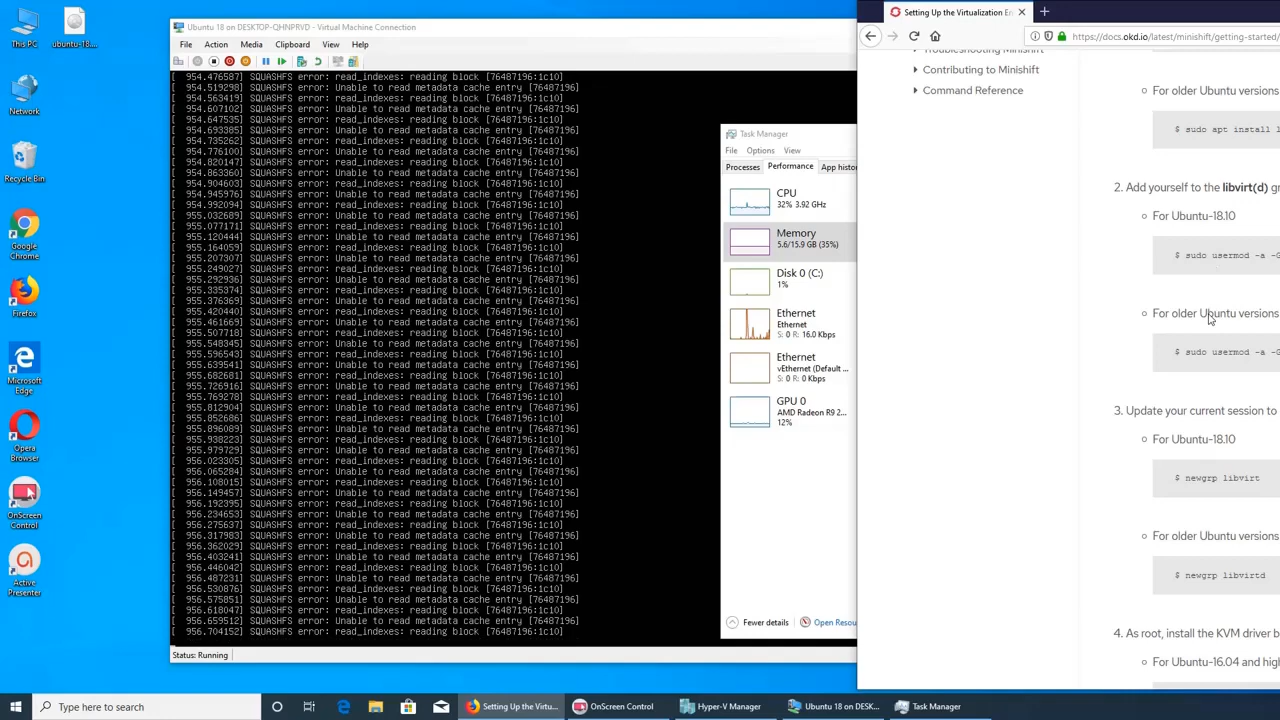 This PC
ubuntu-18....
Network
Recycle Bin
Google
Chrome
Firefox
Microsoft
Edge
Opera
Browser
OnScreen
Control
Active
Presenter
Ubuntu 18 on DESKTOP-QHNPRVD - Virtual Machine Connection
File Action Media Clipboard View Help
[ 954.476587] SQUASHFS error: read_indexes: reading block [76487196:1c10]
[ 954.519298] SQUASHFS error: Unable to read metadata cache entry [76487196]
[ 954.563419] SQUASHFS error: read_indexes: reading block [76487196:1c10]
[ 954.607102] SQUASHFS error: Unable to read metadata cache entry [76487196]
[ 954.647535] SQUASHFS error: read_indexes: reading block [76487196:1c10]
[ 954.693385] SQUASHFS error: Unable to read metadata cache entry [76487196]
[ 954.735262] SQUASHFS error: read_indexes: reading block [76487196:1c10]
[ 954.776100] SQUASHFS error: Unable to read metadata cache entry [76487196]
[ 954.820147] SQUASHFS error: read_indexes: reading block [76487196:1c10]
[ 954.863360] SQUASHFS error: Unable to read metadata cache entry [76487196]
[ 954.904603] SQUASHFS error: read_indexes: reading block [76487196:1c10]
[ 954.945976] SQUASHFS error: Unable to read metadata cache entry [76487196]
[ 954.992094] SQUASHFS error: read_indexes: reading block [76487196:1c10]
[ 955.032689] SQUASHFS error: Unable to read metadata cache entry [76487196]
[ 955.077171] SQUASHFS error: read_indexes: reading block [76487196:1c10]
[ 955.120444] SQUASHFS error: Unable to read metadata cache entry [76487196]
[ 955.164059] SQUASHFS error: read_indexes: reading block [76487196:1c10]
[ 955.207307] SQUASHFS error: Unable to read metadata cache entry [76487196]
[ 955.249027] SQUASHFS error: read_indexes: reading block [76487196:1c10]
[ 955.292936] SQUASHFS error: Unable to read metadata cache entry [76487196]
[ 955.335374] SQUASHFS error: read_indexes: reading block [76487196:1c10]
[ 955.376369] SQUASHFS error: Unable to read metadata cache entry [76487196]
[ 955.420440] SQUASHFS error: read_indexes: reading block [76487196:1c10]
[ 955.461669] SQUASHFS error: Unable to read metadata cache entry [76487196]
[ 955.507718] SQUASHFS error: read_indexes: reading block [76487196:1c10]
[ 955.548345] SQUASHFS error: Unable to read metadata cache entry [76487196]
[ 955.596543] SQUASHFS error: read_indexes: reading block [76487196:1c10]
[ 955.639541] SQUASHFS error: Unable to read metadata cache entry [76487196]
[ 955.682681] SQUASHFS error: read_indexes: reading block [76487196:1c10]
[ 955.726916] SQUASHFS error: Unable to read metadata cache entry [76487196]
[ 955.769278] SQUASHFS error: read_indexes: reading block [76487196:1c10]
[ 955.812904] SQUASHFS error: Unable to read metadata cache entry [76487196]
[ 955.852686] SQUASHFS error: read_indexes: reading block [76487196:1c10]
[ 955.896089] SQUASHFS error: Unable to read metadata cache entry [76487196]
[ 955.938223] SQUASHFS error: read_indexes: reading block [76487196:1c10]
[ 955.979729] SQUASHFS error: Unable to read metadata cache entry [76487196]
[ 956.023305] SQUASHFS error: read_indexes: reading block [76487196:1c10]
[ 956.065284] SQUASHFS error: Unable to read metadata cache entry [76487196]
[ 956.108015] SQUASHFS error: read_indexes: reading block [76487196:1c10]
[ 956.149457] SQUASHFS error: Unable to read metadata cache entry [76487196]
[ 956.192395] SQUASHFS error: read_indexes: reading block [76487196:1c10]
[ 956.234653] SQUASHFS error: Unable to read metadata cache entry [76487196]
[ 956.275637] SQUASHFS error: read_indexes: reading block [76487196:1c10]
[ 956.317983] SQUASHFS error: Unable to read metadata cache entry [76487196]
[ 956.362029] SQUASHFS error: read_indexes: reading block [76487196:1c10]
[ 956.403241] SQUASHFS error: Unable to read metadata cache entry [76487196]
[ 956.446042] SQUASHFS error: read_indexes: reading block [76487196:1c10]
[ 956.487231] SQUASHFS error: Unable to read metadata cache entry [76487196]
[ 956.530876] SQUASHFS error: read_indexes: reading block [76487196:1c10]
[ 956.575851] SQUASHFS error: Unable to read metadata cache entry [76487196]
[ 956.618047] SQUASHFS error: read_indexes: reading block [76487196:1c10]
[ 956.659512] SQUASHFS error: Unable to read metadata cache entry [76487196]
[ 956.704152] SQUASHFS error: read_indexes: reading block [76487196:1c10]
Status: Running
Task Manager
File Options View
Processes Performance App histo
CPU
32% 3.92 GHz
Memory
5.6/15.9 GB (35%)
Disk 0 (C:)
1%
Ethernet
Ethernet
S: 0 R: 16.0 Kbps
Ethernet
vEthernet (Default ...
S: 0 R: 0 Kbps
GPU 0
AMD Radeon R9 2...
12%
Fewer details Open Resou
Setting Up the Virtualization En
https://docs.okd.io/latest/minishift/getting-started/
Troubleshooting Minishift
Contributing to Minishift
Command Reference
For older Ubuntu versions
$ sudo apt install l
2. Add yourself to the libvirt(d) gr
For Ubuntu-18.10
$ sudo usermod -a -G
For older Ubuntu versions
$ sudo usermod -a -G
3. Update your current session to
For Ubuntu-18.10
$ newgrp libvirt
For older Ubuntu versions
$ newgrp libvirtd
4. As root, install the KVM driver b
For Ubuntu-16.04 and high
Type here to search
Setting Up the Virtu...
OnScreen Control
Hyper-V Manager
Ubuntu 18 on DESK...
Task Manager